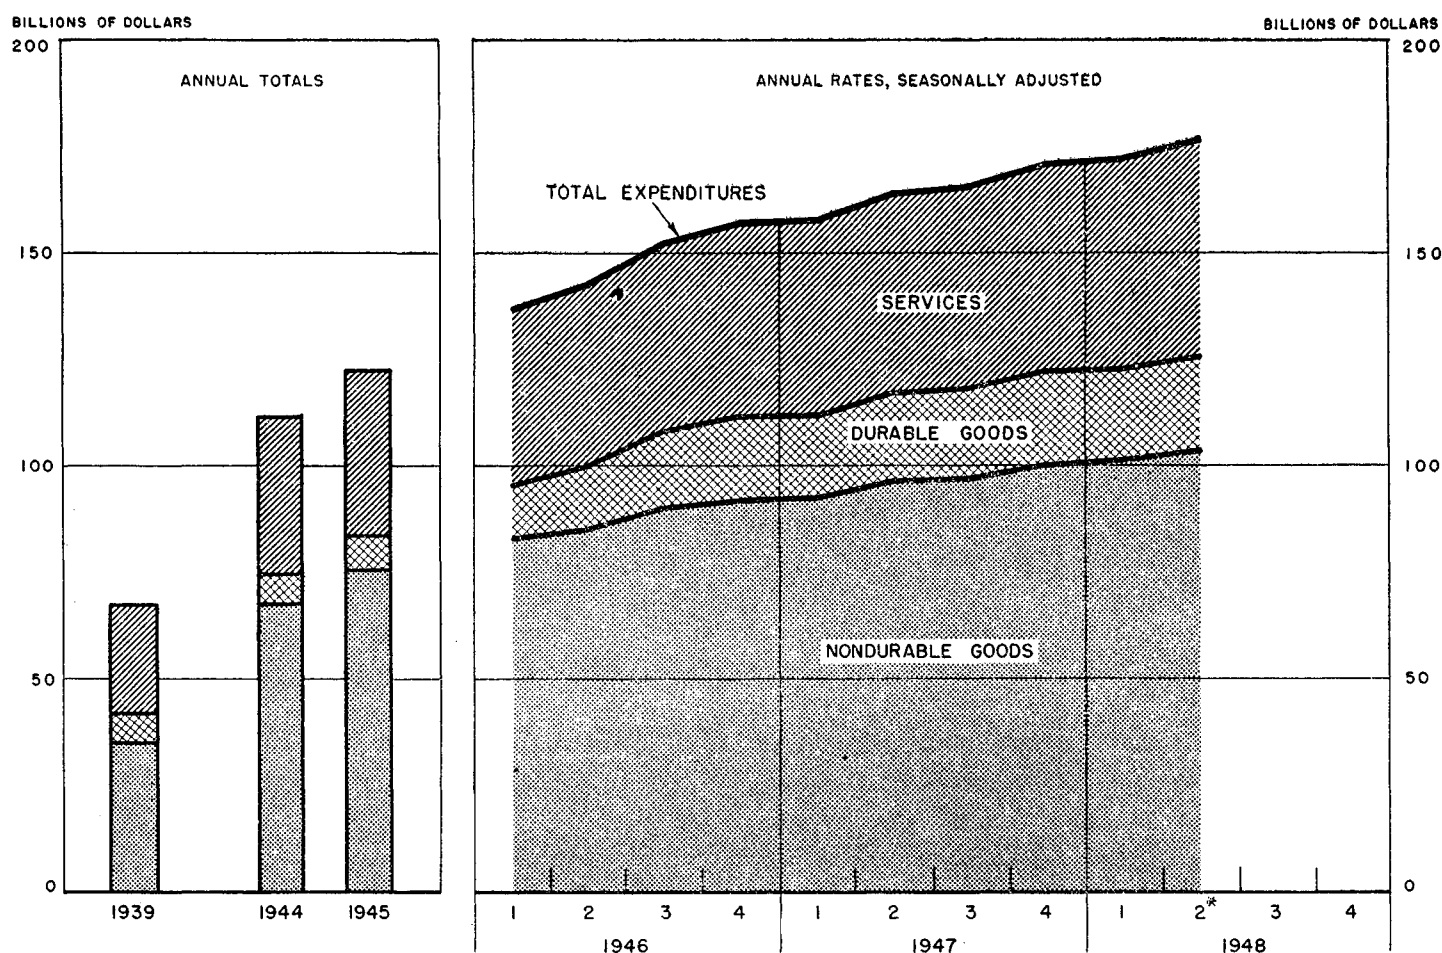 BILLIONS OF DOLLARS
BILLIONS OF DOLLARS
200
200
ANNUAL TOTALS
ANNUAL RATES, SEASONALLY ADJUSTED
TOTAL EXPENDITURES
150
150
SERVICES
DURABLE GOODS
100
100
NONDURABLE GOODS
50
50
0
0
1939 1944 1945
1 2 3 4 1 2 3 4 1 2* 3 4
1946 1947 1948